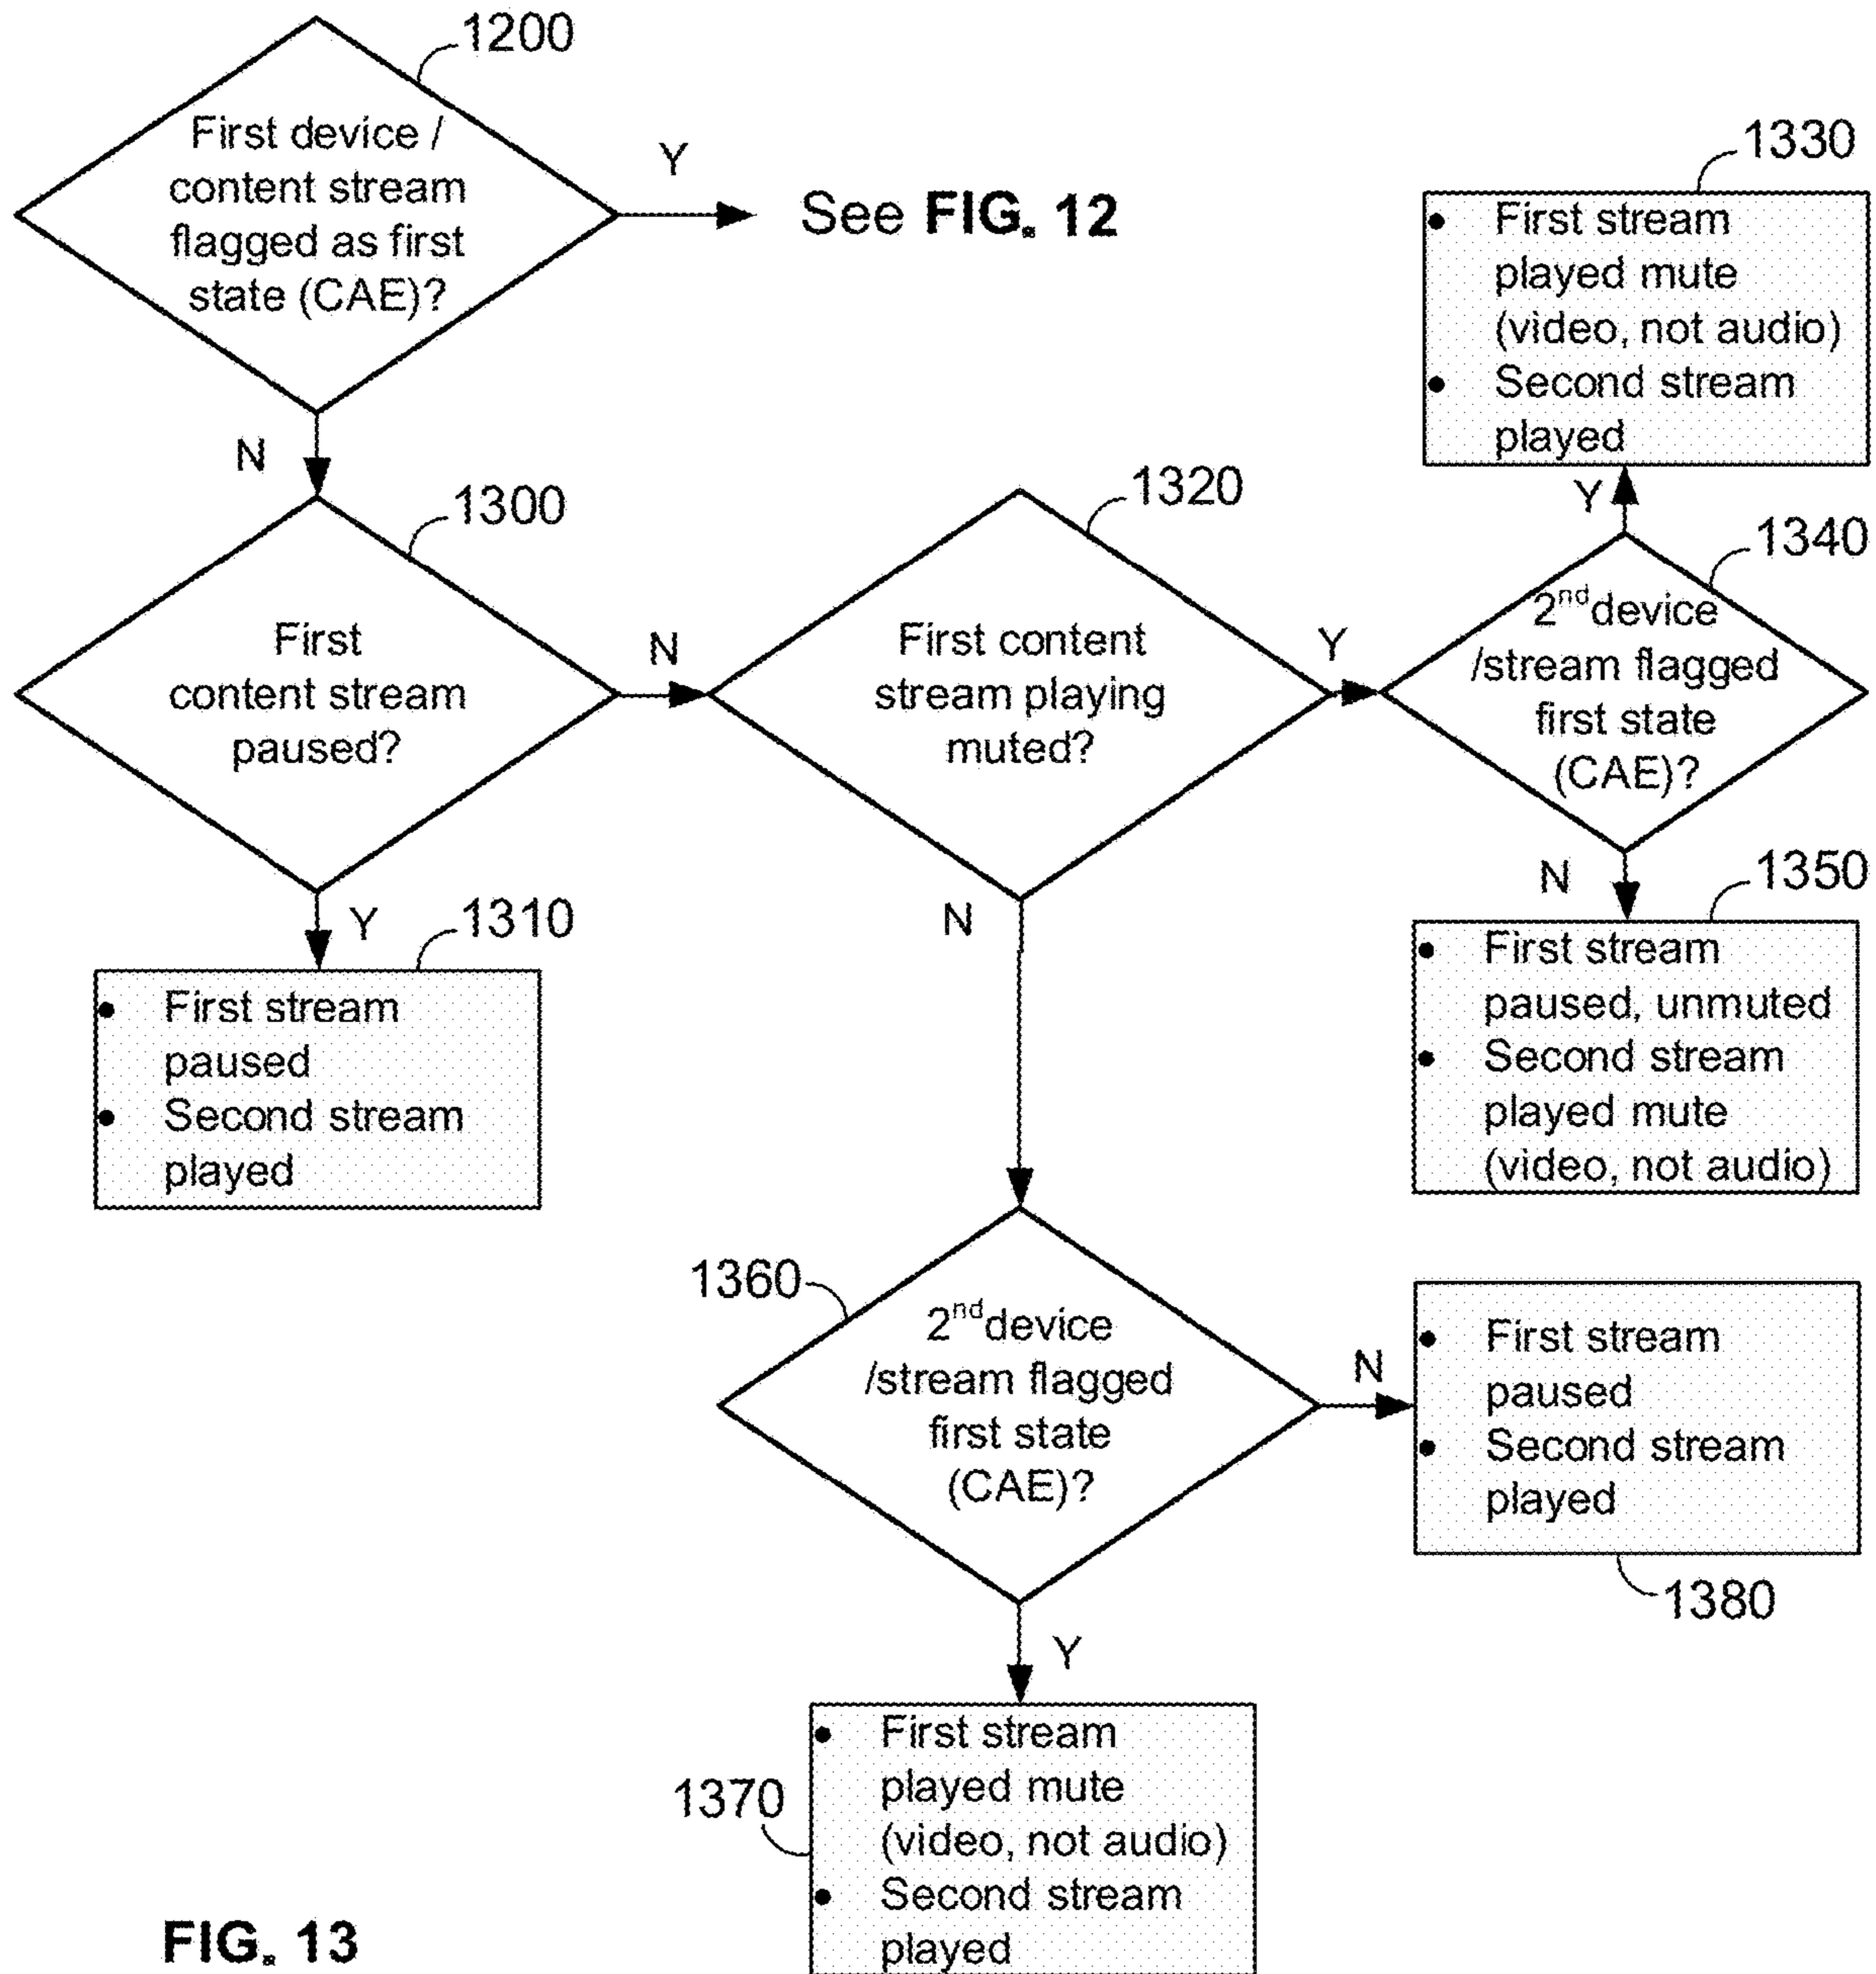 1200
First device /
content stream
flagged as first
state (CAE)?
Y
See FIG. 12
N
1300
First
content stream
paused?
N
Y
1310
• First stream
paused
• Second stream
played
1320
First content
stream playing
muted?
Y
N
1330
• First stream
played mute
(video, not audio)
• Second stream
played
Y
1340
2nd device
/stream flagged
first state
(CAE)?
N
1350
• First stream
paused, unmuted
• Second stream
played mute
(video, not audio)
1360
2nd device
/stream flagged
first state
(CAE)?
N
• First stream
paused
• Second stream
played
1380
Y
1370
• First stream
played mute
(video, not audio)
• Second stream
played
FIG. 13